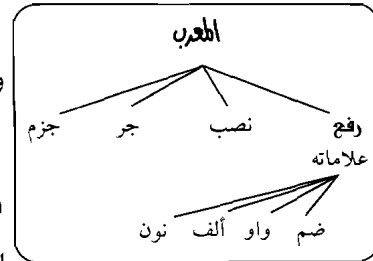 المعرب
رفع نصب جر جزم
علاماته
ضم واو ألف نون